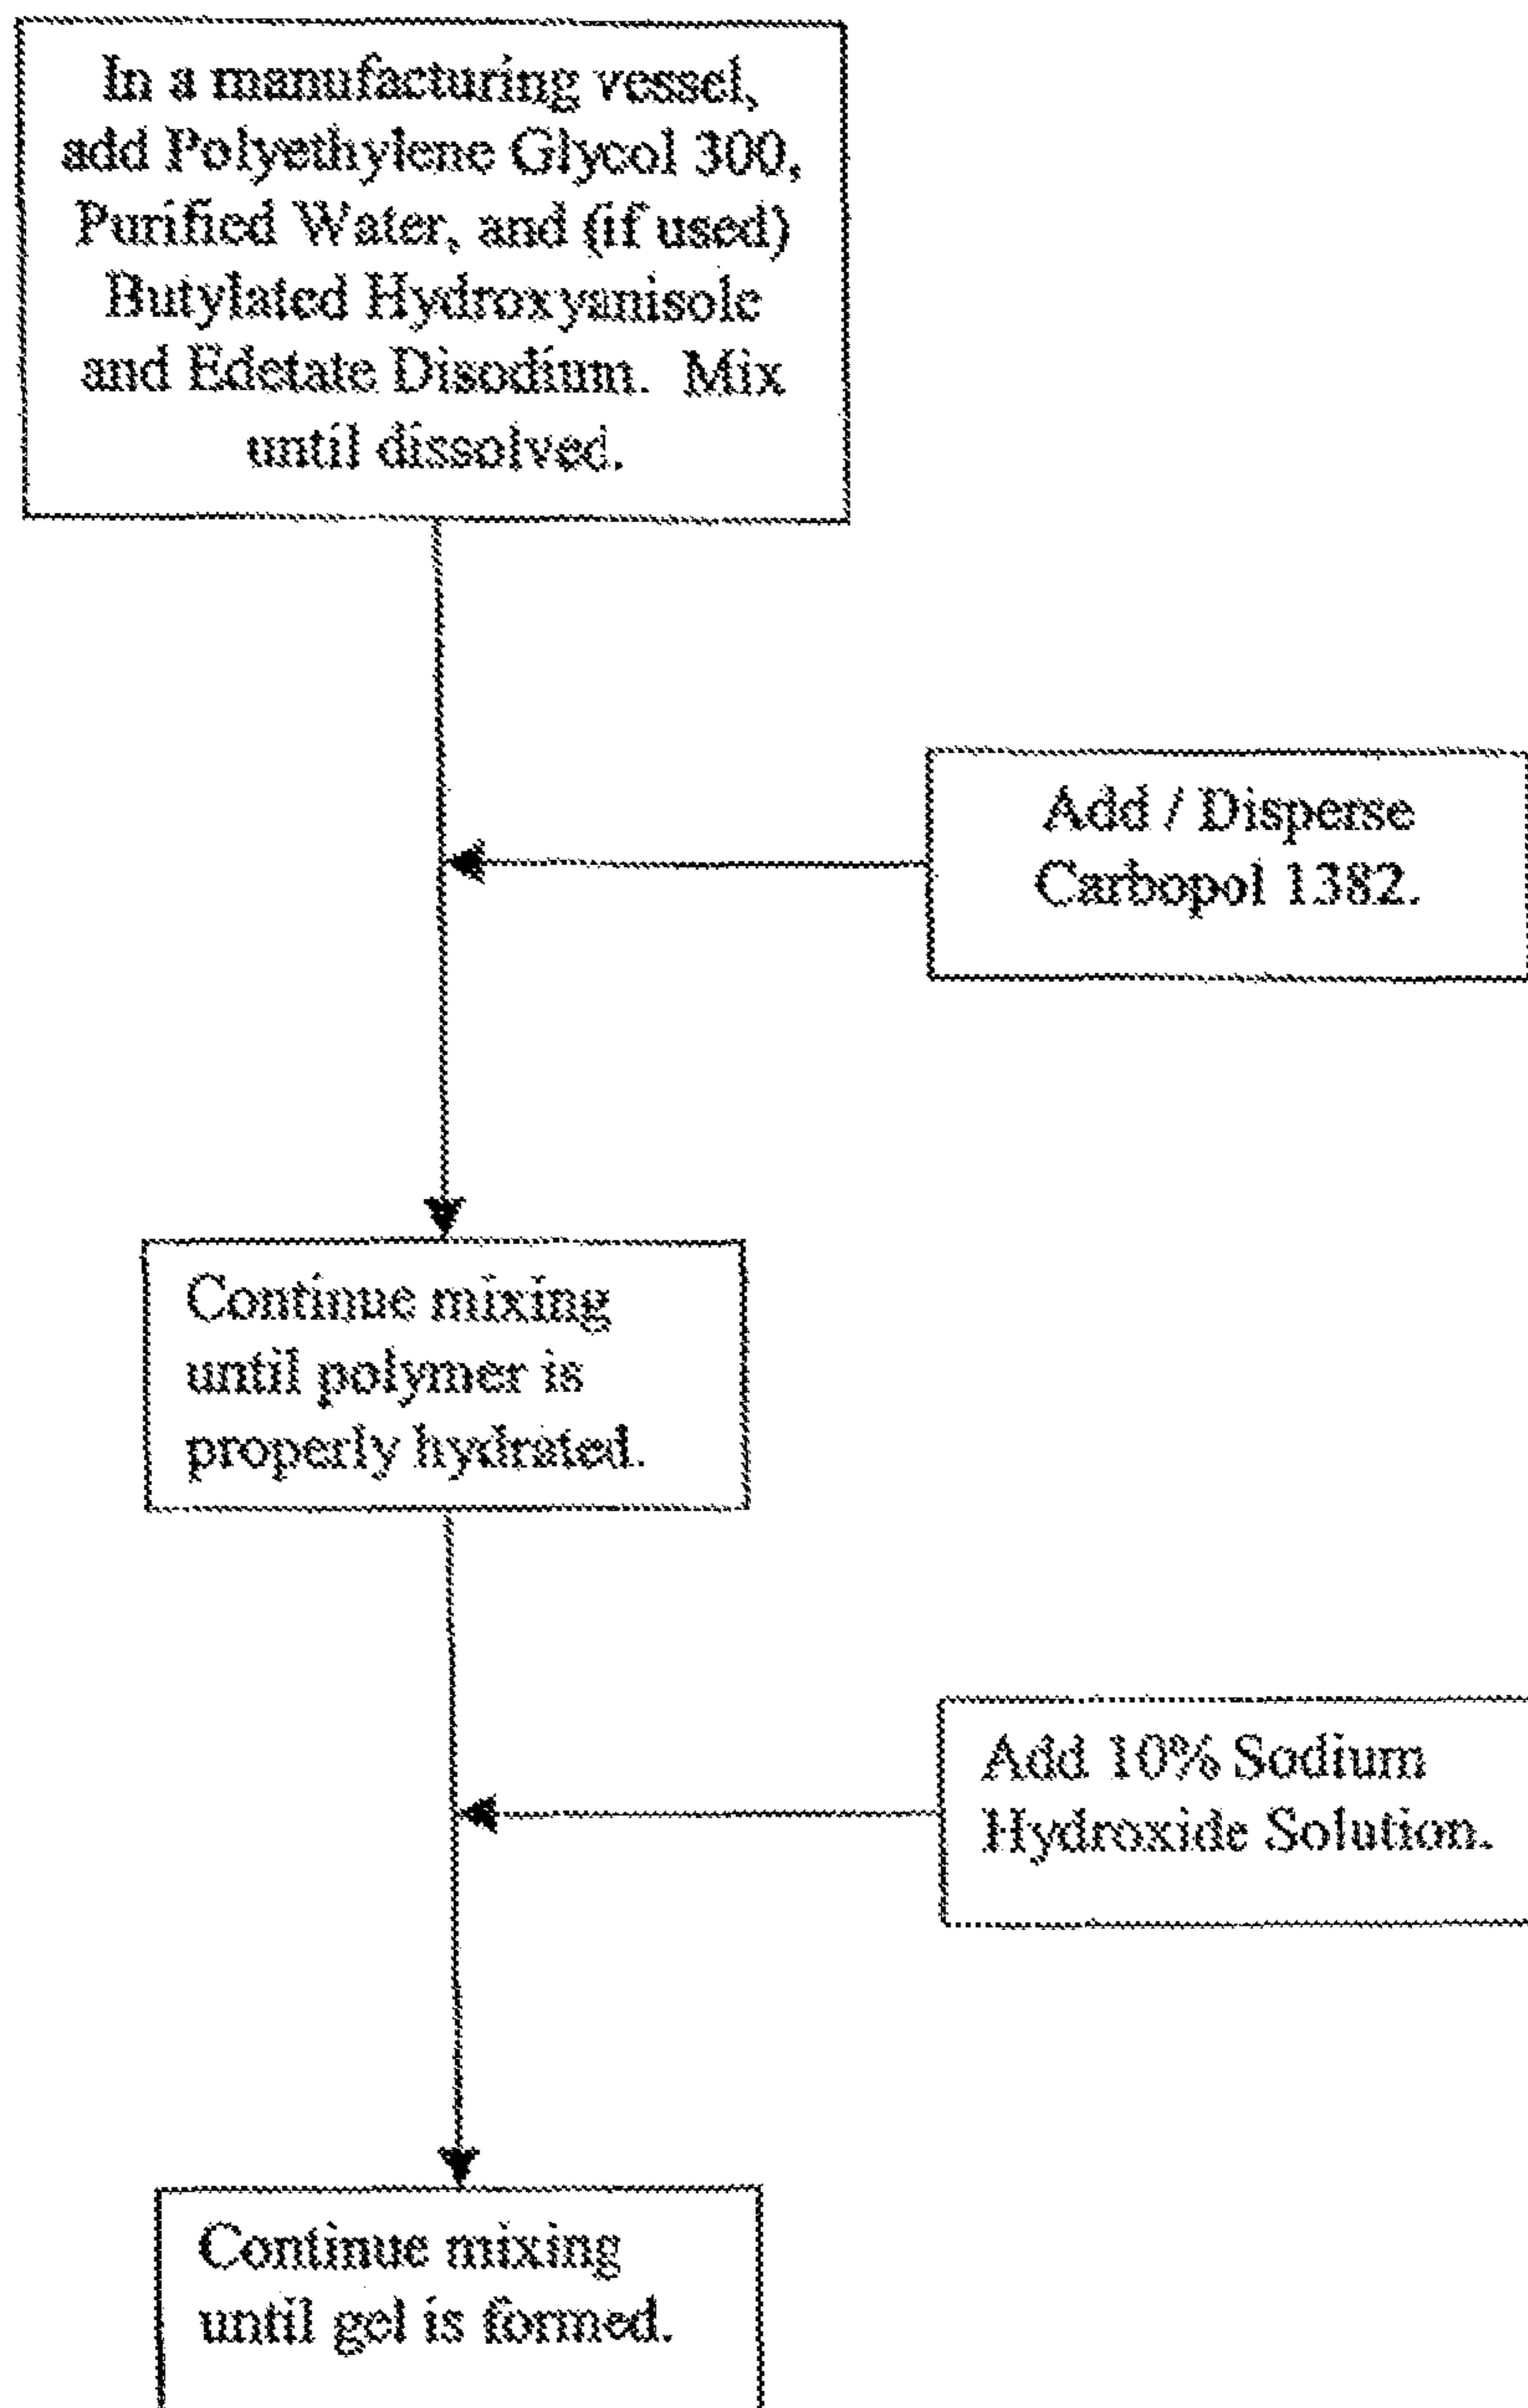 In a manufacturing vessel,
add Polyethylene Glycol 300,
Purified Water, and (if used)
Butylated Hydroxyanisole
and Edetate Disodium. Mix
until dissolved.
Add / Disperse
Carbopol 1382.
Continue mixing
until polymer is
properly hydrated.
Add 10% Sodium
Hydroxide Solution.
Continue mixing
until gel is formed.